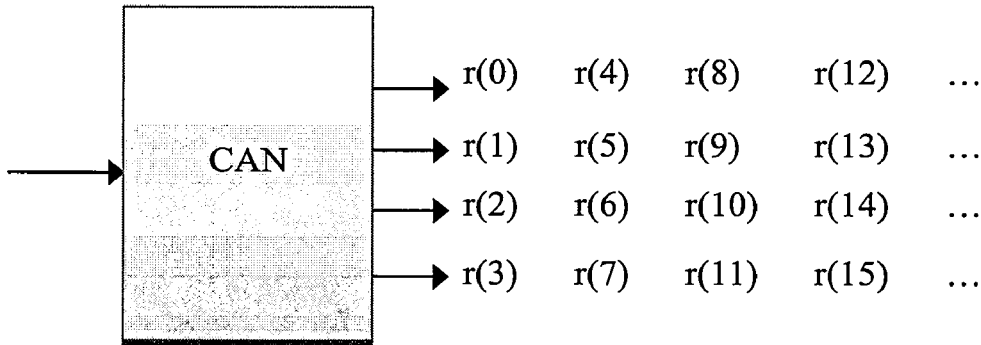 r(0) r(4) r(8) r(12) ...
CAN r(1) r(5) r(9) r(13) ...
r(2) r(6) r(10) r(14) ...
r(3) r(7) r(11) r(15) ...